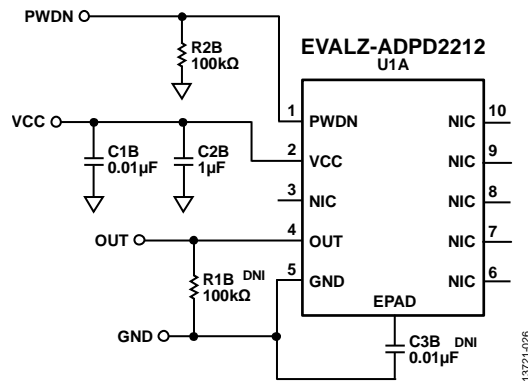 PWDN
R2B
100kΩ
EVALZ-ADPD2212
U1A
1 PWDN NIC 10
VCC
2 VCC NIC 9
C1B
0.01µF
C2B
1µF
3 NIC NIC 8
OUT
4 OUT NIC 7
5 GND NIC 6
R1B DNI
100kΩ
EPAD
GND
C3B DNI
0.01µF
13721-026